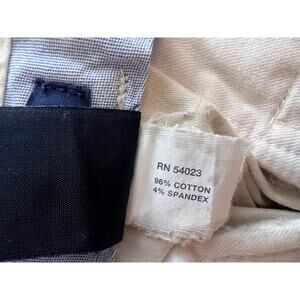 RN 54023
96% COTTON
4% SPANDEX